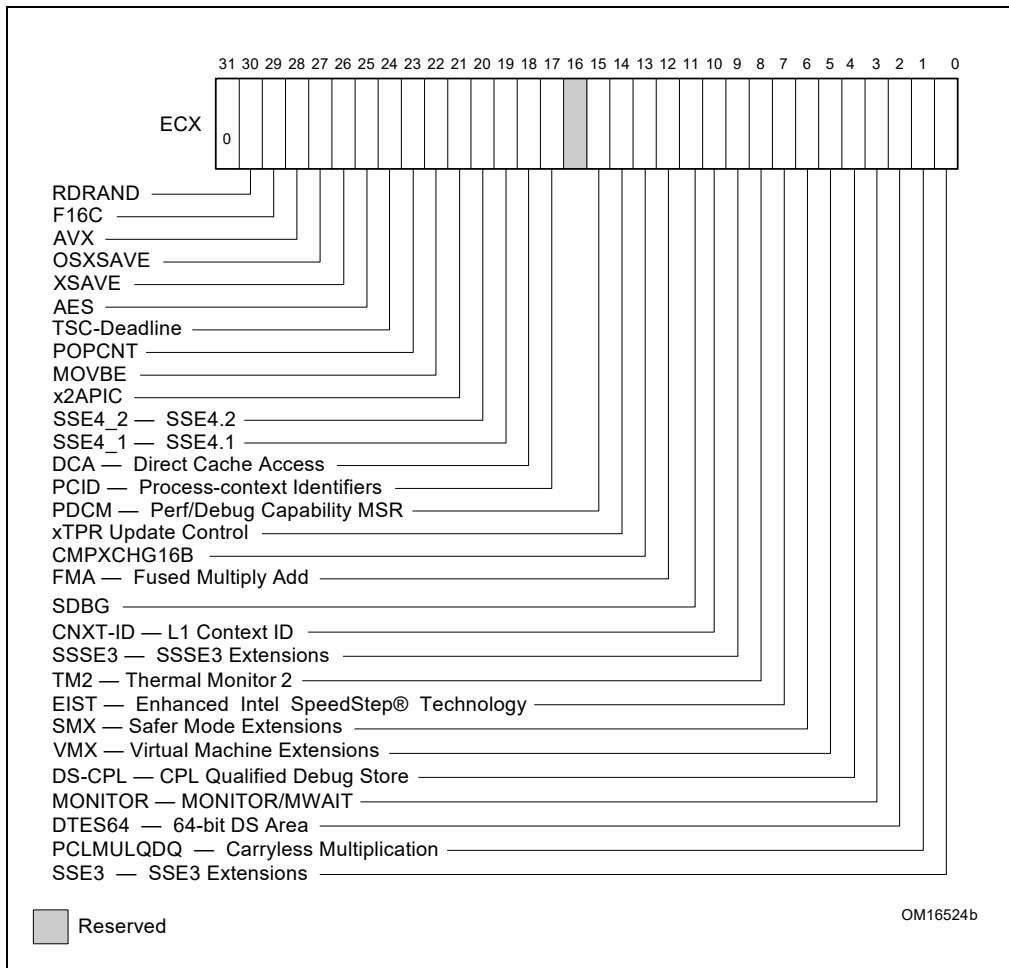 31 30 29 28 27 26 25 24 23 22 21 20 19 18 17 16 15 14 13 12 11 10 9 8 7 6 5 4 3 2 1 0
ECX
0
RDRAND
F16C
AVX
OSXSAVE
XSAVE
AES
TSC-Deadline
POPCNT
MOVBE
x2APIC
SSE4_2 — SSE4.2
SSE4_1 — SSE4.1
DCA — Direct Cache Access
PCID — Process-context Identifiers
PDCM — Perf/Debug Capability MSR
xTPR Update Control
CMPXCHG16B
FMA — Fused Multiply Add
SDBG
CNXT-ID — L1 Context ID
SSSE3 — SSSE3 Extensions
TM2 — Thermal Monitor 2
EIST — Enhanced Intel SpeedStep® Technology
SMX — Safer Mode Extensions
VMX — Virtual Machine Extensions
DS-CPL — CPL Qualified Debug Store
MONITOR — MONITOR/MWAIT
DTES64 — 64-bit DS Area
PCLMULQDQ — Carryless Multiplication
SSE3 — SSE3 Extensions
Reserved
OM16524b